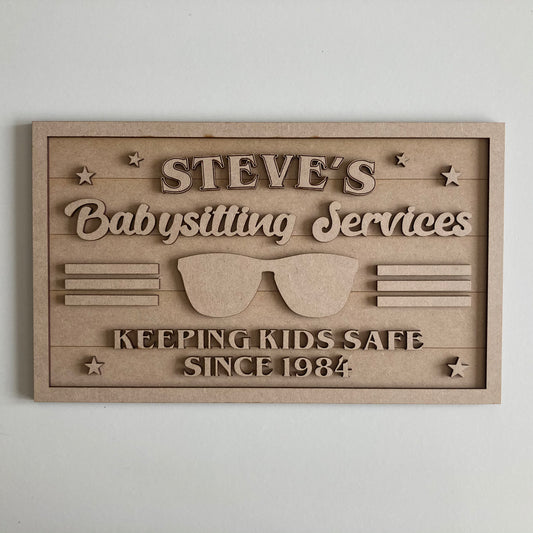 STEVE'S
Babysitting Services
KEEPING KIDS SAFE
SINCE 1984